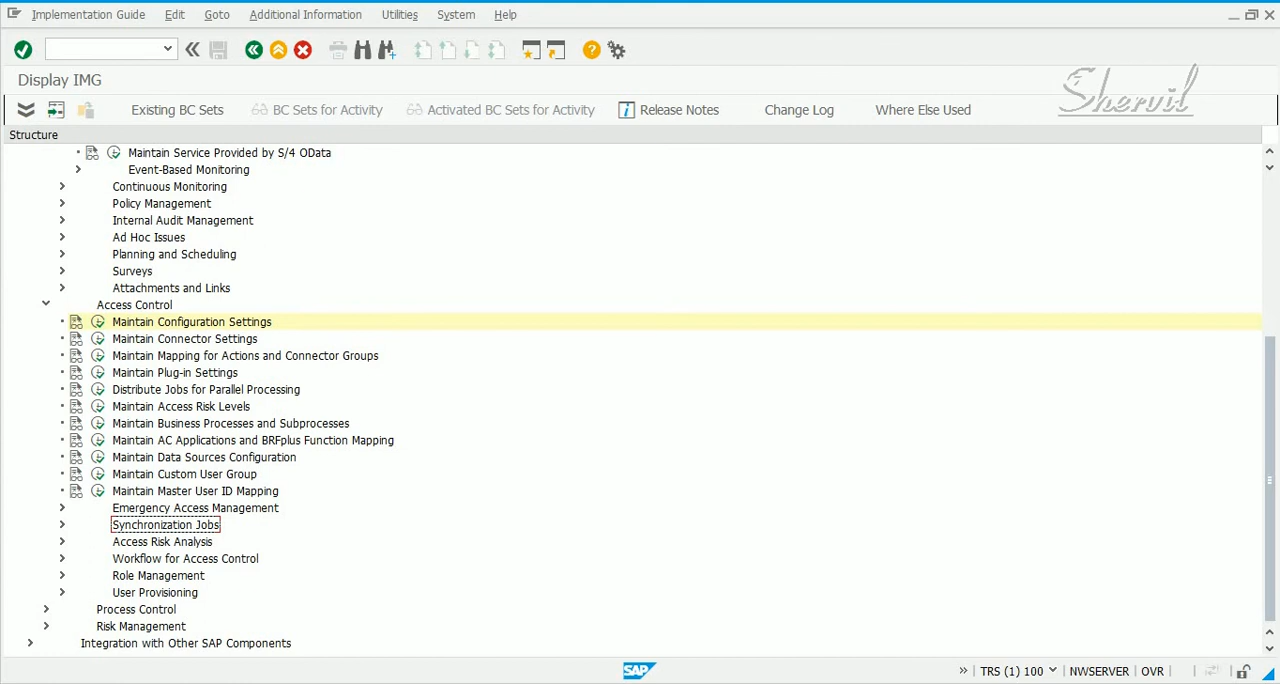 Implementation Guide Edit Goto Additional Information Utilities System Help
Display IMG
Shervil
Existing BC Sets BC Sets for Activity Activated BC Sets for Activity Release Notes Change Log Where Else Used
Structure
Maintain Service Provided by S/4 OData
Event-Based Monitoring
Continuous Monitoring
Policy Management
Internal Audit Management
Ad Hoc Issues
Planning and Scheduling
Surveys
Attachments and Links
Access Control
Maintain Configuration Settings
Maintain Connector Settings
Maintain Mapping for Actions and Connector Groups
Maintain Plug-in Settings
Distribute Jobs for Parallel Processing
Maintain Access Risk Levels
Maintain Business Processes and Subprocesses
Maintain AC Applications and BRFplus Function Mapping
Maintain Data Sources Configuration
Maintain Custom User Group
Maintain Master User ID Mapping
Emergency Access Management
Synchronization Jobs
Access Risk Analysis
Workflow for Access Control
Role Management
User Provisioning
Process Control
Risk Management
Integration with Other SAP Components
SAP » TRS (1) 100 NWSERVER OVR